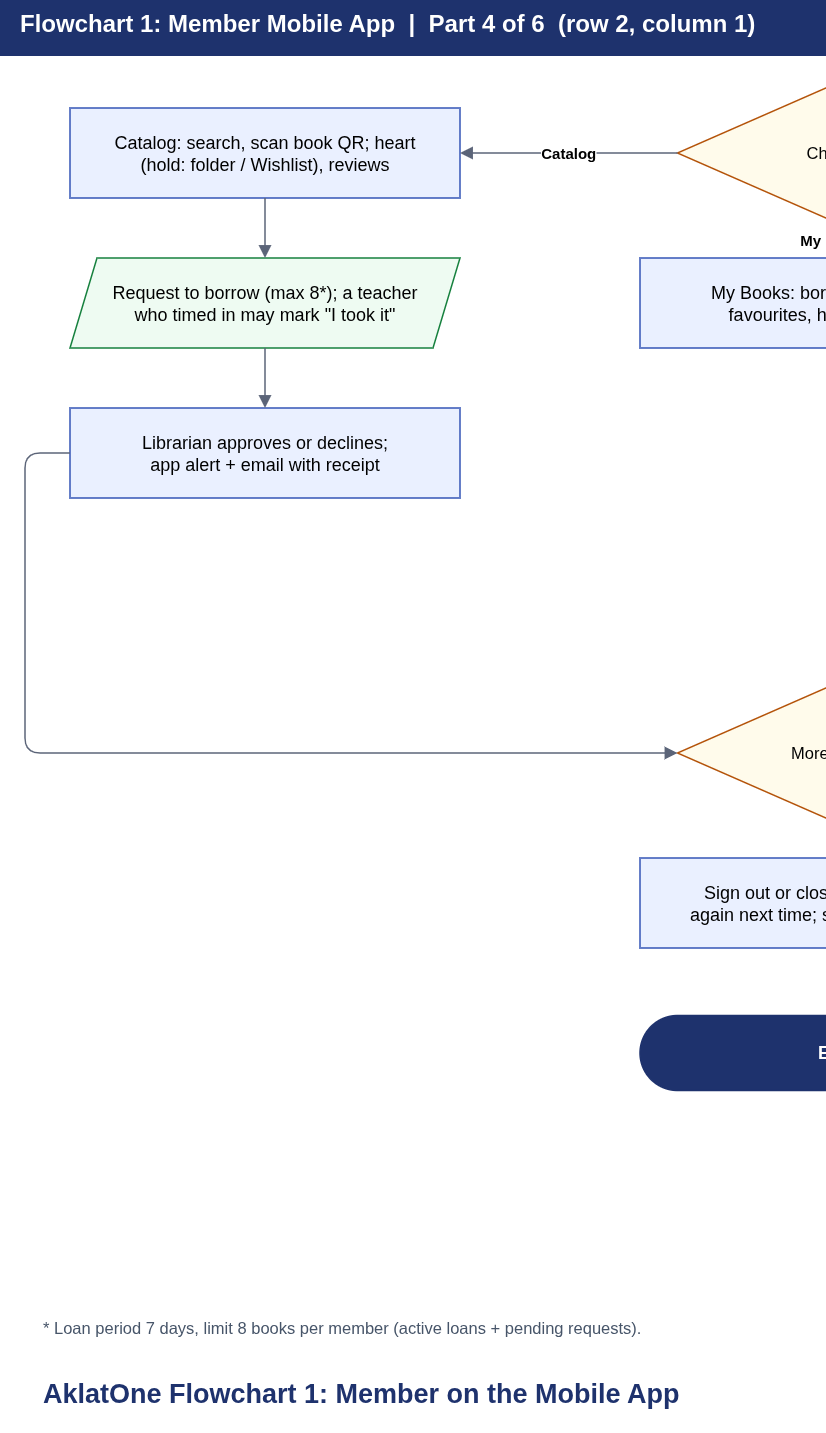 Flowchart 1: Member Mobile App | Part 4 of 6 (row 2, column 1)
Catalog: search, scan book QR; heart
(hold: folder / Wishlist), reviews
Catalog
Ch
My
Request to borrow (max 8*); a teacher
who timed in may mark "I took it"
My Books: bor
favourites, h
Librarian approves or declines;
app alert + email with receipt
More
Sign out or clos
again next time; s
E
* Loan period 7 days, limit 8 books per member (active loans + pending requests).
AklatOne Flowchart 1: Member on the Mobile App